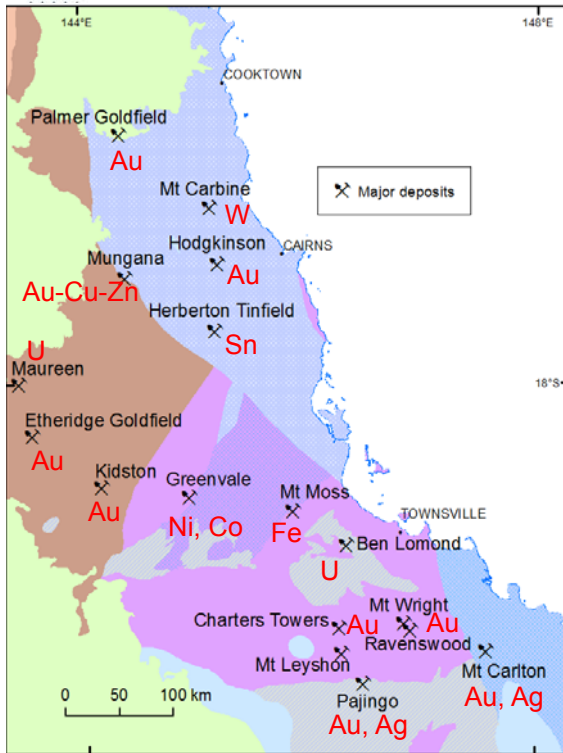 144°E
148°E
COOKTOWN
Palmer Goldfield
Au
Mt Carbine
W
Major deposits
Hodgkinson
Au
CAIRNS
Mungana
Au-Cu-Zn
Herberton Tinfield
Sn
U
Maureen
18°S
Etheridge Goldfield
Au
Kidston
Au
Greenvale
Ni, Co
Mt Moss
Fe
TOWNSVILLE
Ben Lomond
U
Charters Towers
Au
Mt Wright
Au
Ravenswood
Mt Leyshon
Mt Carlton
Au, Ag
Pajingo
Au, Ag
0 50 100 km